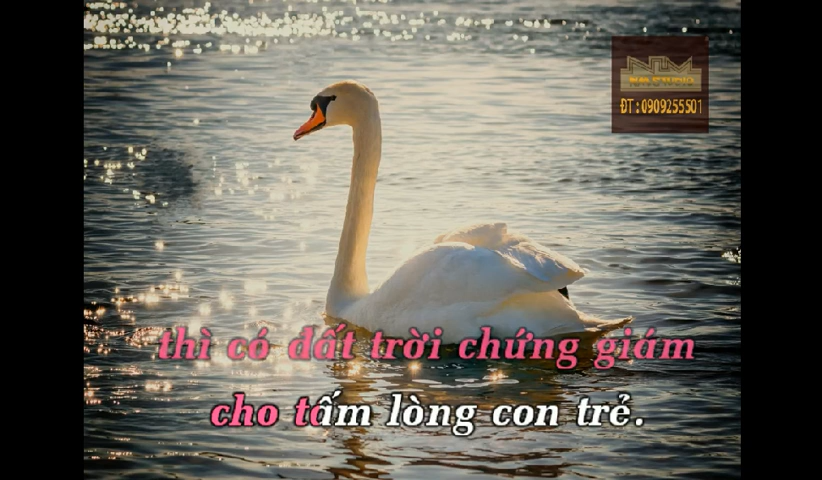 ĐT:0909255501
thì có đất trời chứng giám
cho tấm lòng con trẻ.